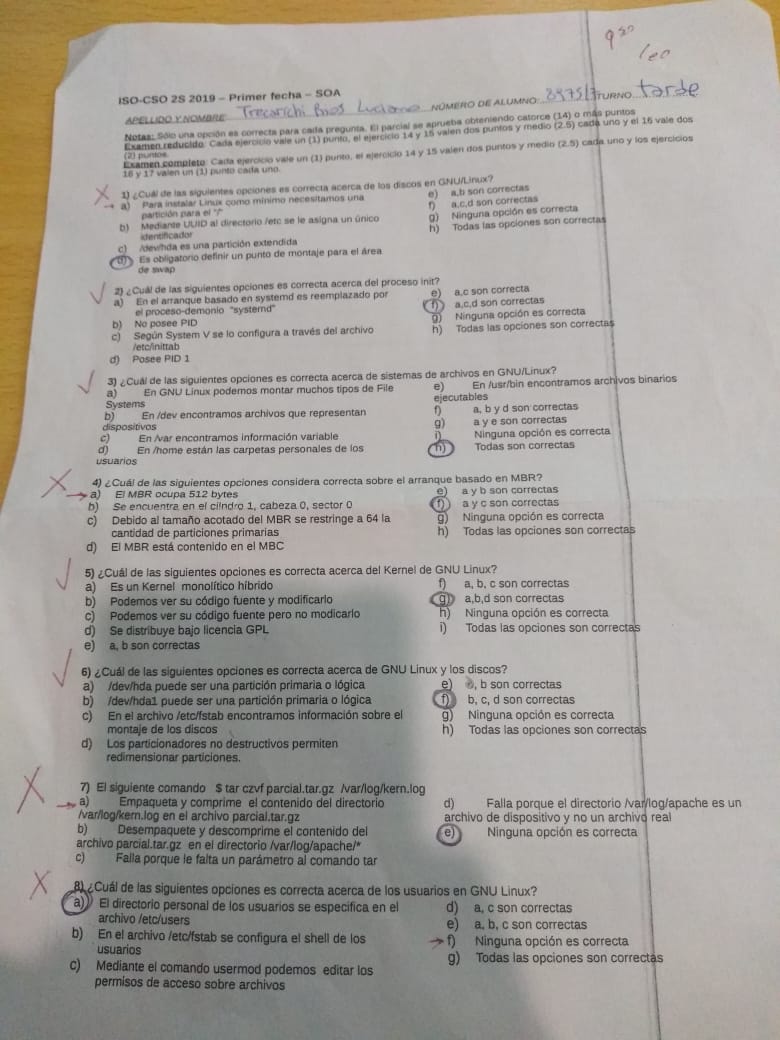 9⁵⁰
leo
ISO-CSO 2S 2019 – Primer fecha – SOA
APELLIDO Y NOMBRE: Trecarichi Bios Luciano NÚMERO DE ALUMNO: TURNO: tarde
Notas: Sólo una opción es correcta para cada pregunta. El parcial se aprueba obteniendo catorce (14) o más puntos
Examen reducido: Cada ejercicio vale un (1) punto, el ejercicio 14 y 15 valen dos puntos y medio (2.5) cada uno y el 16 vale dos
(2) puntos.
Examen completo: Cada ejercicio vale un (1) punto, el ejercicio 14 y 15 valen dos puntos y medio (2.5) cada uno y los ejercicios
16 y 17 valen un (1) punto cada uno.
1) ¿Cuál de las siguientes opciones es correcta acerca de los discos en GNU/Linux?
a) Para instalar Linux como mínimo necesitamos una
partición para el "/"
b) Mediante UUID al directorio /etc se le asigna un único
identificador
c) /dev/hda es una partición extendida
d) Es obligatorio definir un punto de montaje para el área
de swap
e) a,b son correctas
f) a,c,d son correctas
g) Ninguna opción es correcta
h) Todas las opciones son correctas
2) ¿Cuál de las siguientes opciones es correcta acerca del proceso init?
a) En el arranque basado en systemd es reemplazado por
el proceso-demonio "systemd"
b) No posee PID
c) Según System V se lo configura a través del archivo
/etc/inittab
d) Posee PID 1
e) a,c son correcta
f) a,c,d son correctas
g) Ninguna opción es correcta
h) Todas las opciones son correctas
3) ¿Cuál de las siguientes opciones es correcta acerca de sistemas de archivos en GNU/Linux?
a) En GNU Linux podemos montar muchos tipos de File
Systems
b) En /dev encontramos archivos que representan
dispositivos
c) En /var encontramos información variable
d) En /home están las carpetas personales de los
usuarios
e) En /usr/bin encontramos archivos binarios
ejecutables
f) a, b y d son correctas
g) a y e son correctas
i) Ninguna opción es correcta
h) Todas son correctas
4) ¿Cuál de las siguientes opciones considera correcta sobre el arranque basado en MBR?
a) El MBR ocupa 512 bytes
b) Se encuentra en el cilindro 1, cabeza 0, sector 0
c) Debido al tamaño acotado del MBR se restringe a 64 la
cantidad de particiones primarias
d) El MBR está contenido en el MBC
e) a y b son correctas
f) a y c son correctas
g) Ninguna opción es correcta
h) Todas las opciones son correctas
5) ¿Cuál de las siguientes opciones es correcta acerca del Kernel de GNU Linux?
a) Es un Kernel monolítico híbrido
b) Podemos ver su código fuente y modificarlo
c) Podemos ver su código fuente pero no modicarlo
d) Se distribuye bajo licencia GPL
e) a, b son correctas
f) a, b, c son correctas
g) a,b,d son correctas
h) Ninguna opción es correcta
i) Todas las opciones son correctas
6) ¿Cuál de las siguientes opciones es correcta acerca de GNU Linux y los discos?
a) /dev/hda puede ser una partición primaria o lógica
b) /dev/hda1 puede ser una partición primaria o lógica
c) En el archivo /etc/fstab encontramos información sobre el
montaje de los discos
d) Los particionadores no destructivos permiten
redimensionar particiones.
e) a, b son correctas
f) b, c, d son correctas
g) Ninguna opción es correcta
h) Todas las opciones son correctas
7) El siguiente comando $ tar czvf parcial.tar.gz /var/log/kern.log
a) Empaqueta y comprime el contenido del directorio
/var/log/kern.log en el archivo parcial.tar.gz
b) Desempaquete y descomprime el contenido del
archivo parcial.tar.gz en el directorio /var/log/apache/*
c) Falla porque le falta un parámetro al comando tar
d) Falla porque el directorio /var/log/apache es un
archivo de dispositivo y no un archivo real
e) Ninguna opción es correcta
8) ¿Cuál de las siguientes opciones es correcta acerca de los usuarios en GNU Linux?
a) El directorio personal de los usuarios se especifica en el
archivo /etc/users
b) En el archivo /etc/fstab se configura el shell de los
usuarios
c) Mediante el comando usermod podemos editar los
permisos de acceso sobre archivos
d) a, c son correctas
e) a, b, c son correctas
f) Ninguna opción es correcta
g) Todas las opciones son correctas